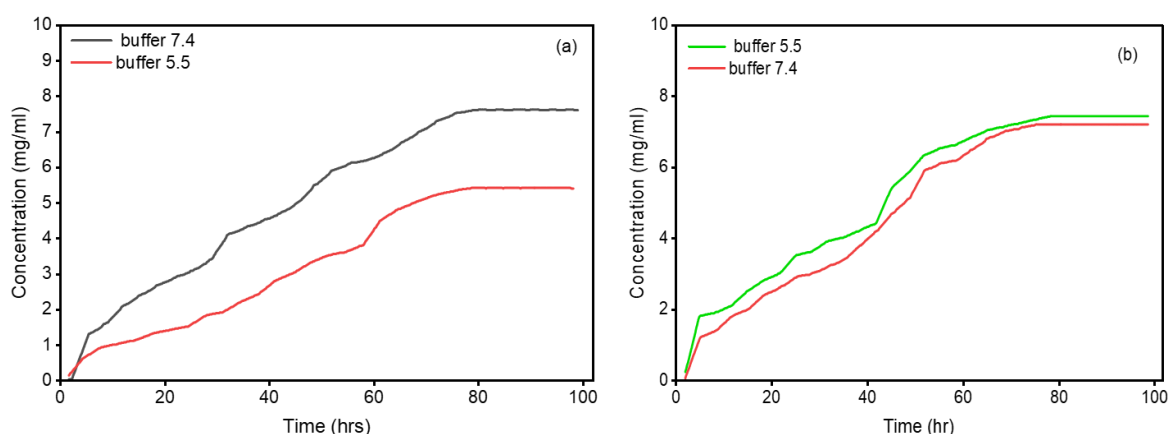 buffer 7.4
buffer 5.5
(a)
Concentration (mg/ml)
10
9
8
7
6
5
4
3
2
1
0
0 20 40 60 80 100
Time (hrs)
buffer 5.5
buffer 7.4
(b)
Concentration (mg/ml)
10
8
6
4
2
0
0 20 40 60 80 100
Time (hr)